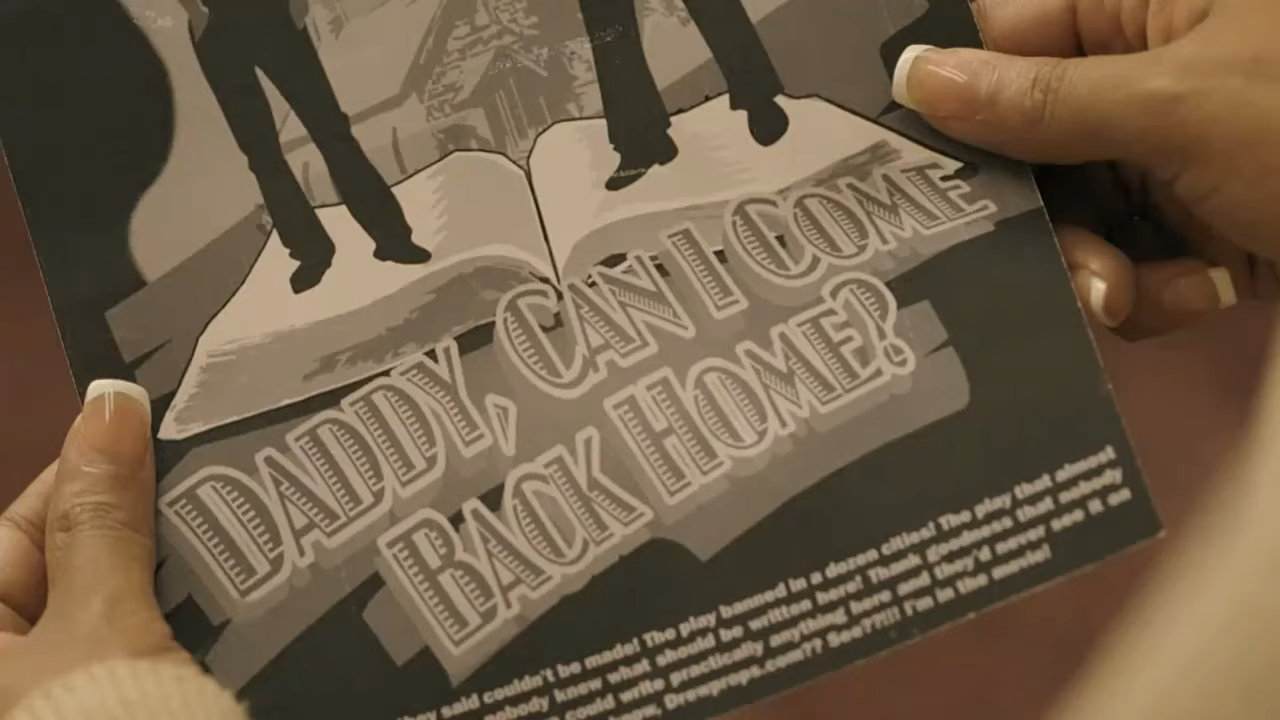 DADDY, CAN I COME
BACK HOME?
they said couldn't be made! The play banned in a dozen cities! The play that almost
nobody knew what should be written here! Thank goodness that nobody
could write practically anything here and they'd never see it on
know, Drewprops.com?? See??!!! I'm in the movie!